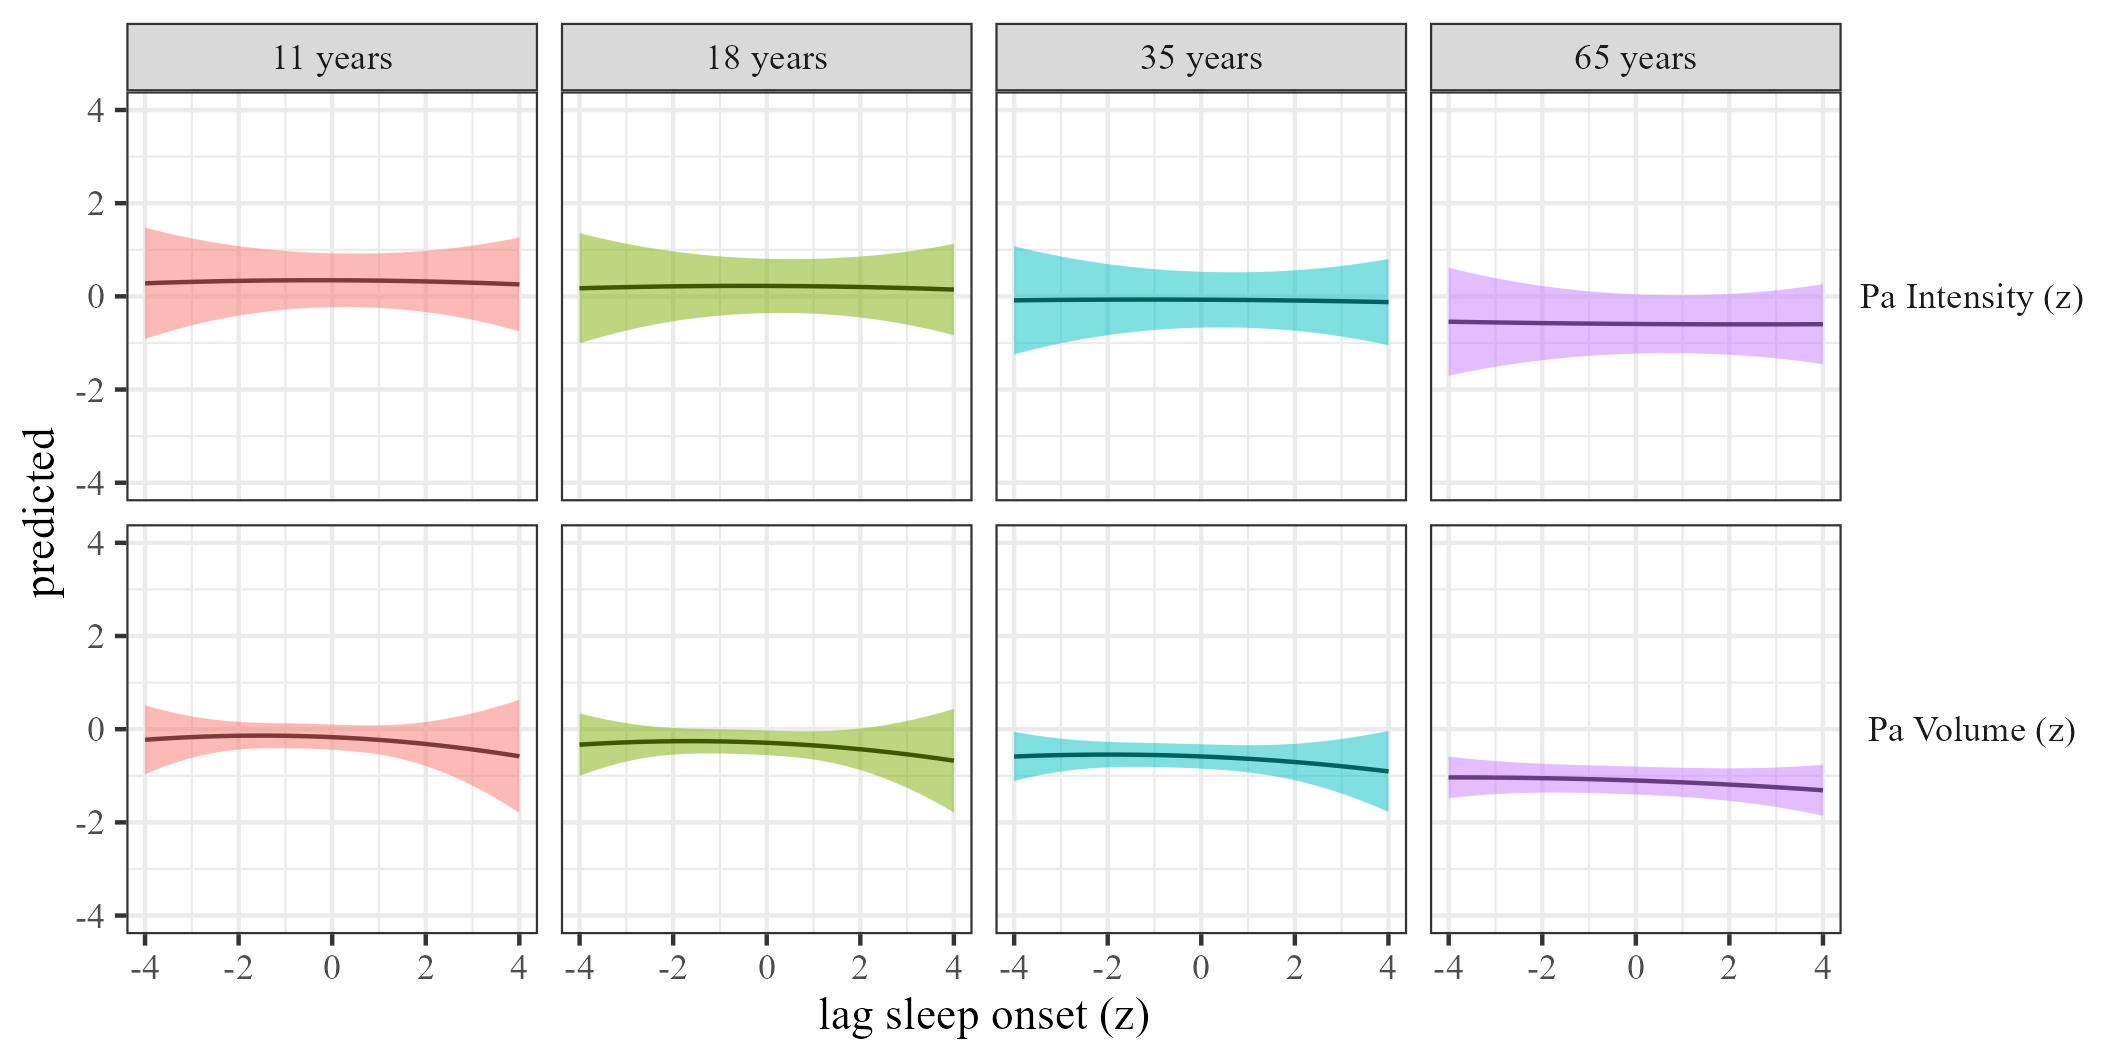 11 years
18 years
35 years
65 years
4
2
0
-2
-4
Pa Intensity (z)
predicted
4
2
0
-2
-4
Pa Volume (z)
-4 -2 0 2 4
-4 -2 0 2 4
-4 -2 0 2 4
-4 -2 0 2 4
lag sleep onset (z)